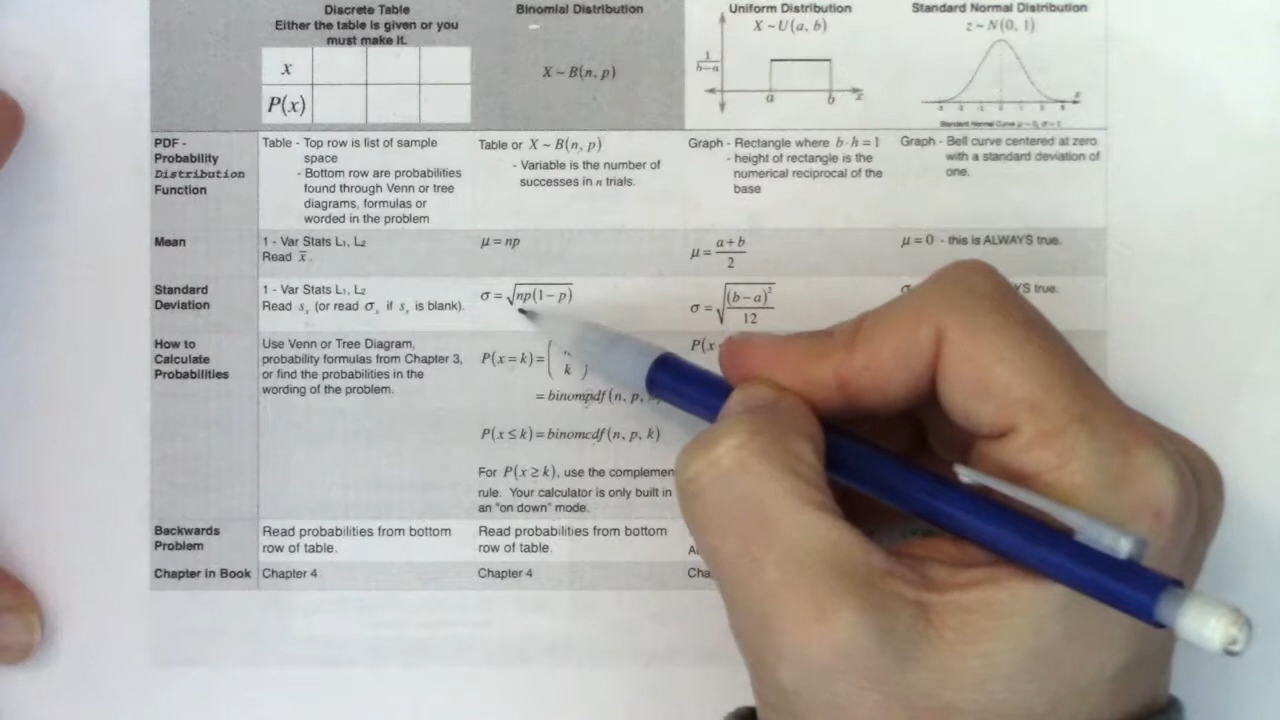 Discrete Table
Either the table is given or you
must make it.
x
P(x)
Binomial Distribution
X ~ B(n, p)
Uniform Distribution
X ~ U(a, b)
1
b−a
a b x
Standard Normal Distribution
z ~ N(0, 1)
PDF -
Probability
Distribution
Function
Table - Top row is list of sample
space
- Bottom row are probabilities
found through Venn or tree
diagrams, formulas or
worded in the problem
Table or X ~ B(n, p)
- Variable is the number of
successes in n trials.
Graph - Rectangle where b·h = 1
- height of rectangle is the
numerical reciprocal of the
base
Graph - Bell curve centered at zero
with a standard deviation of
one.
Mean
1 - Var Stats L₁, L₂
Read x̄.
μ = np
μ = (a+b)/2
μ = 0 - this is ALWAYS true.
Standard
Deviation
1 - Var Stats L₁, L₂
Read sₓ (or read σₓ if sₓ is blank).
σ = √(np(1−p))
σ = √((b−a)²/12)
true.
How to
Calculate
Probabilities
Use Venn or Tree Diagram,
probability formulas from Chapter 3,
or find the probabilities in the
wording of the problem.
P(x = k) = ( k )
= binompdf(n, p,
P(x ≤ k) = binomcdf(n, p, k)
For P(x ≥ k), use the
rule. Your calculator is only built in
an "on down" mode.
P(x
Backwards
Problem
Read probabilities from bottom
row of table.
Read probabilities from bottom
row of table.
Chapter in Book
Chapter 4
Chapter 4